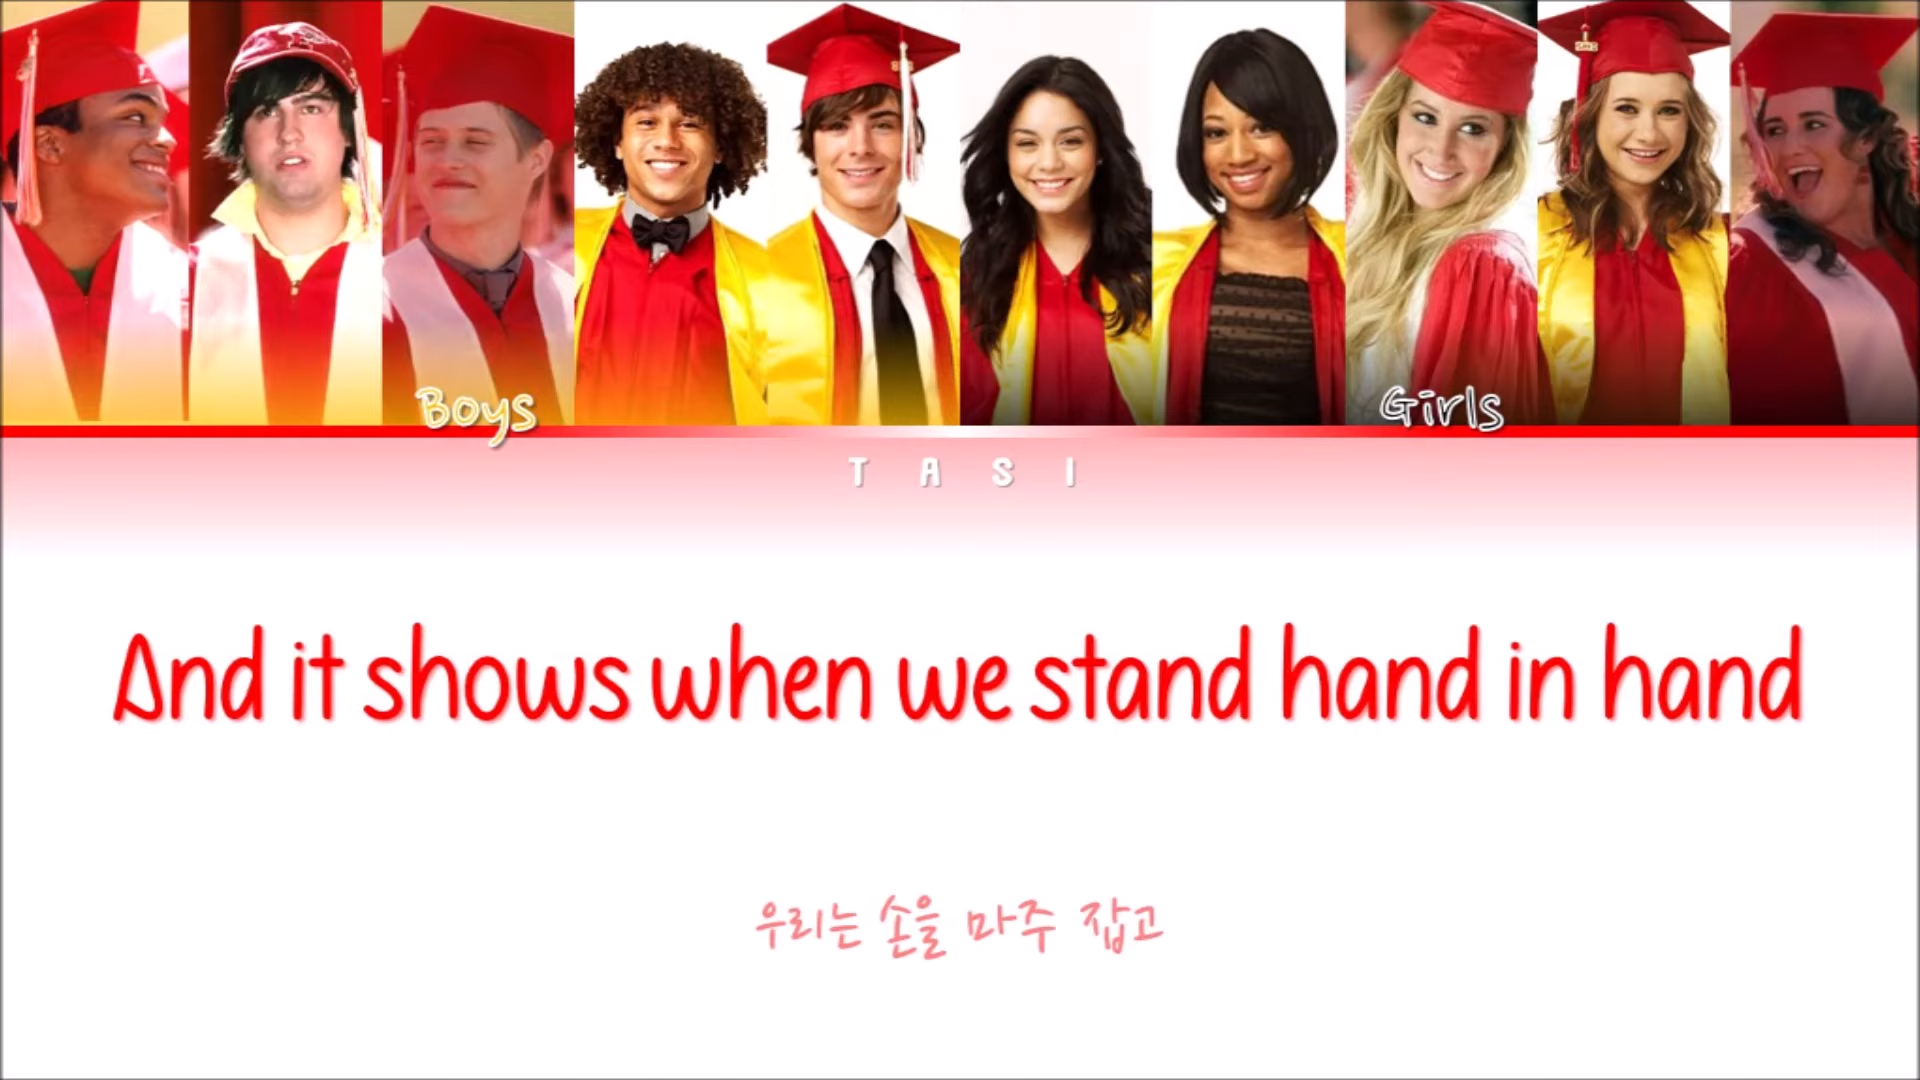 Boys
Girls
T A S I
And it shows when we stand hand in hand
우리는 손을 마주 잡고